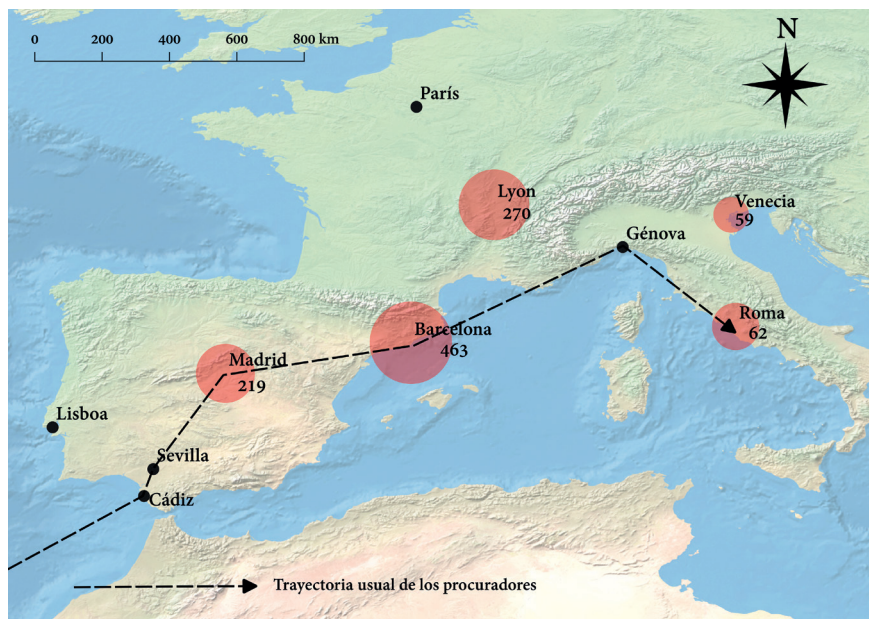 0 200 400 600 800 km
N
París
Lyon
270
Venecia
59
Génova
Roma
62
Barcelona
463
Madrid
219
Lisboa
Sevilla
Cádiz
Trayectoria usual de los procuradores